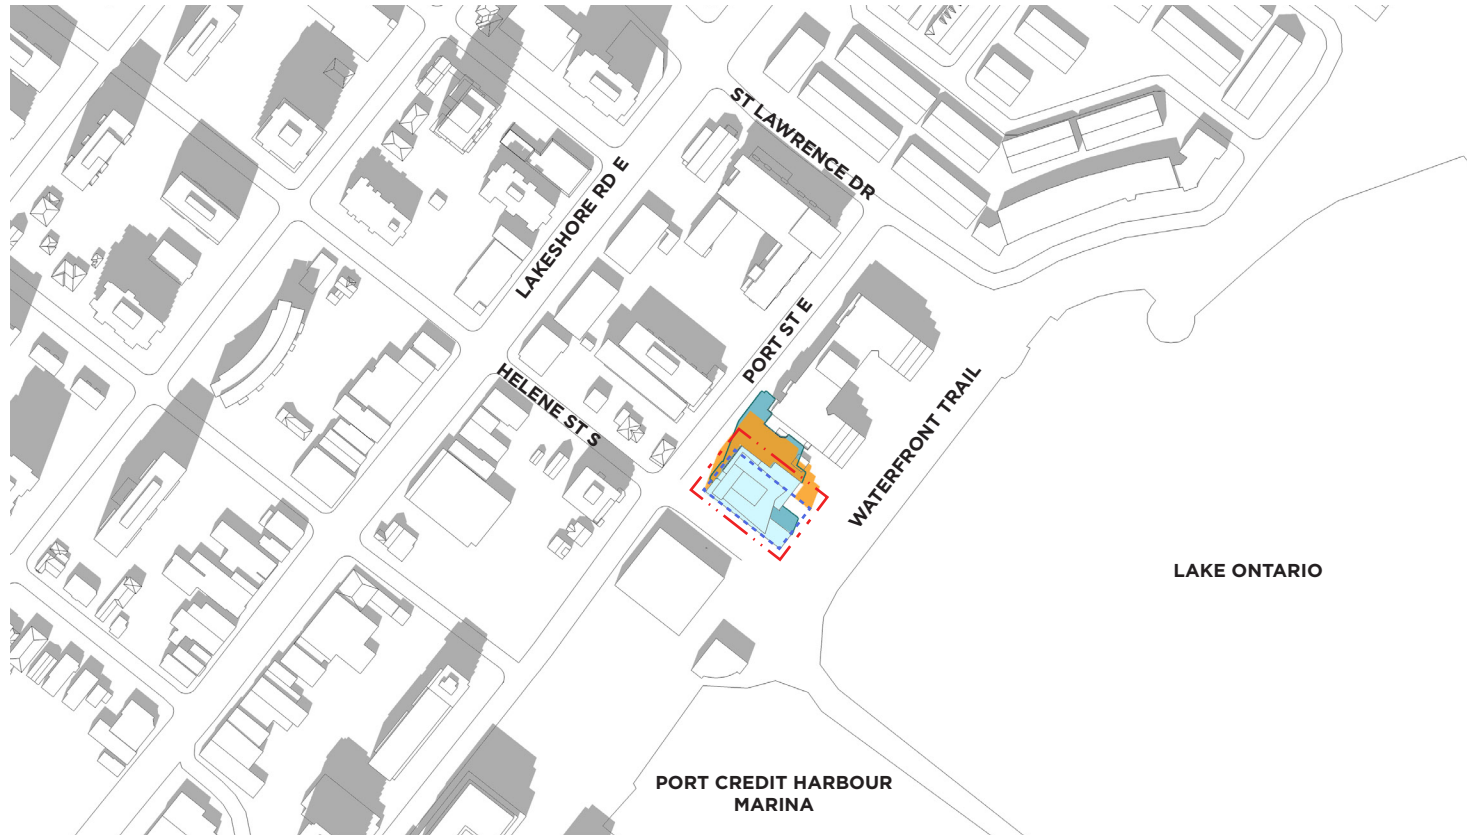 ST LAWRENCE DR
LAKESHORE RD E
PORT ST E
HELENE ST S
WATERFRONT TRAIL
LAKE ONTARIO
PORT CREDIT HARBOUR
MARINA